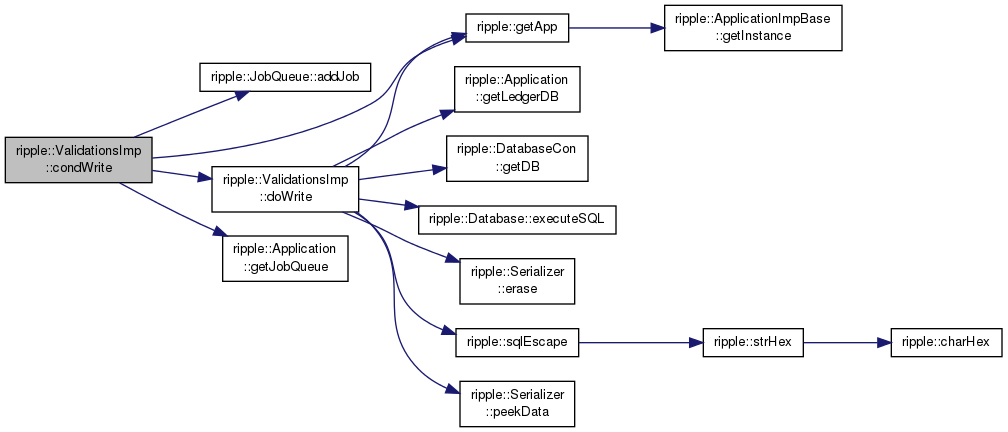 ripple::getApp
ripple::ApplicationImpBase
::getInstance
ripple::JobQueue::addJob
ripple::Application
::getLedgerDB
ripple::ValidationsImp
::condWrite
ripple::DatabaseCon
::getDB
ripple::ValidationsImp
::doWrite
ripple::Database::executeSQL
ripple::Application
::getJobQueue
ripple::Serializer
::erase
ripple::sqlEscape
ripple::strHex
ripple::charHex
ripple::Serializer
::peekData